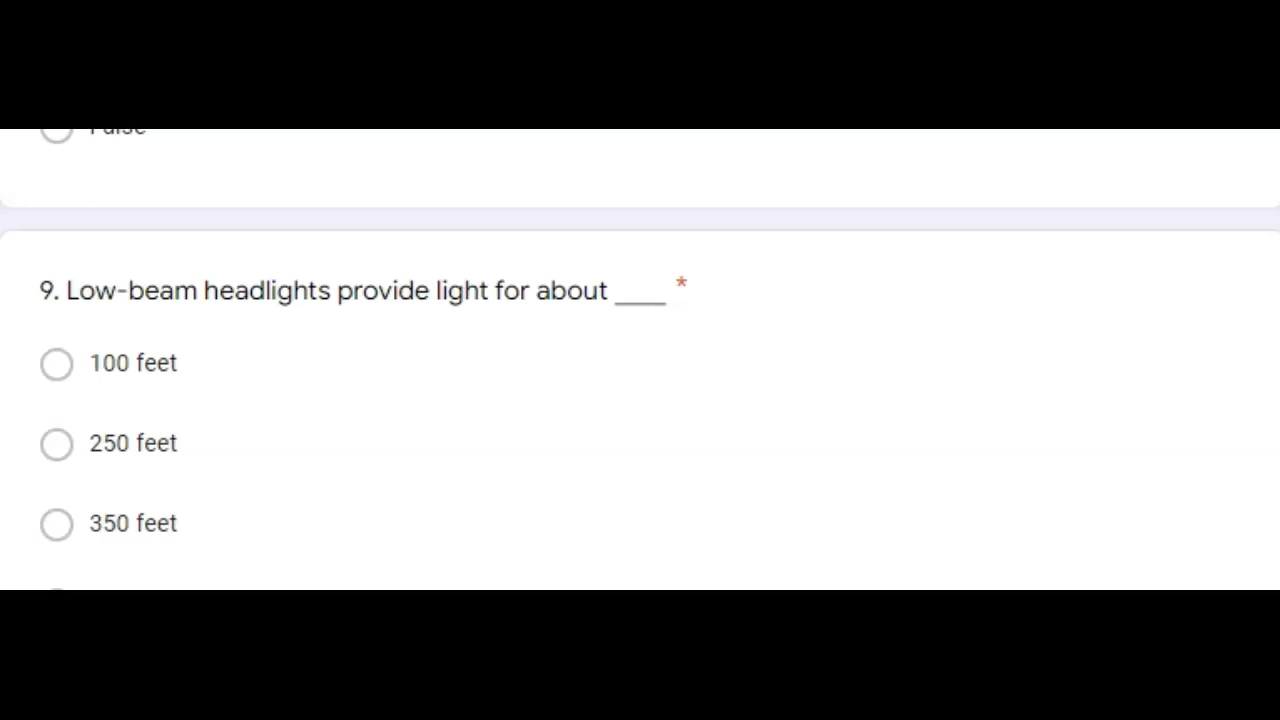 9. Low-beam headlights provide light for about ____ *
100 feet
250 feet
350 feet